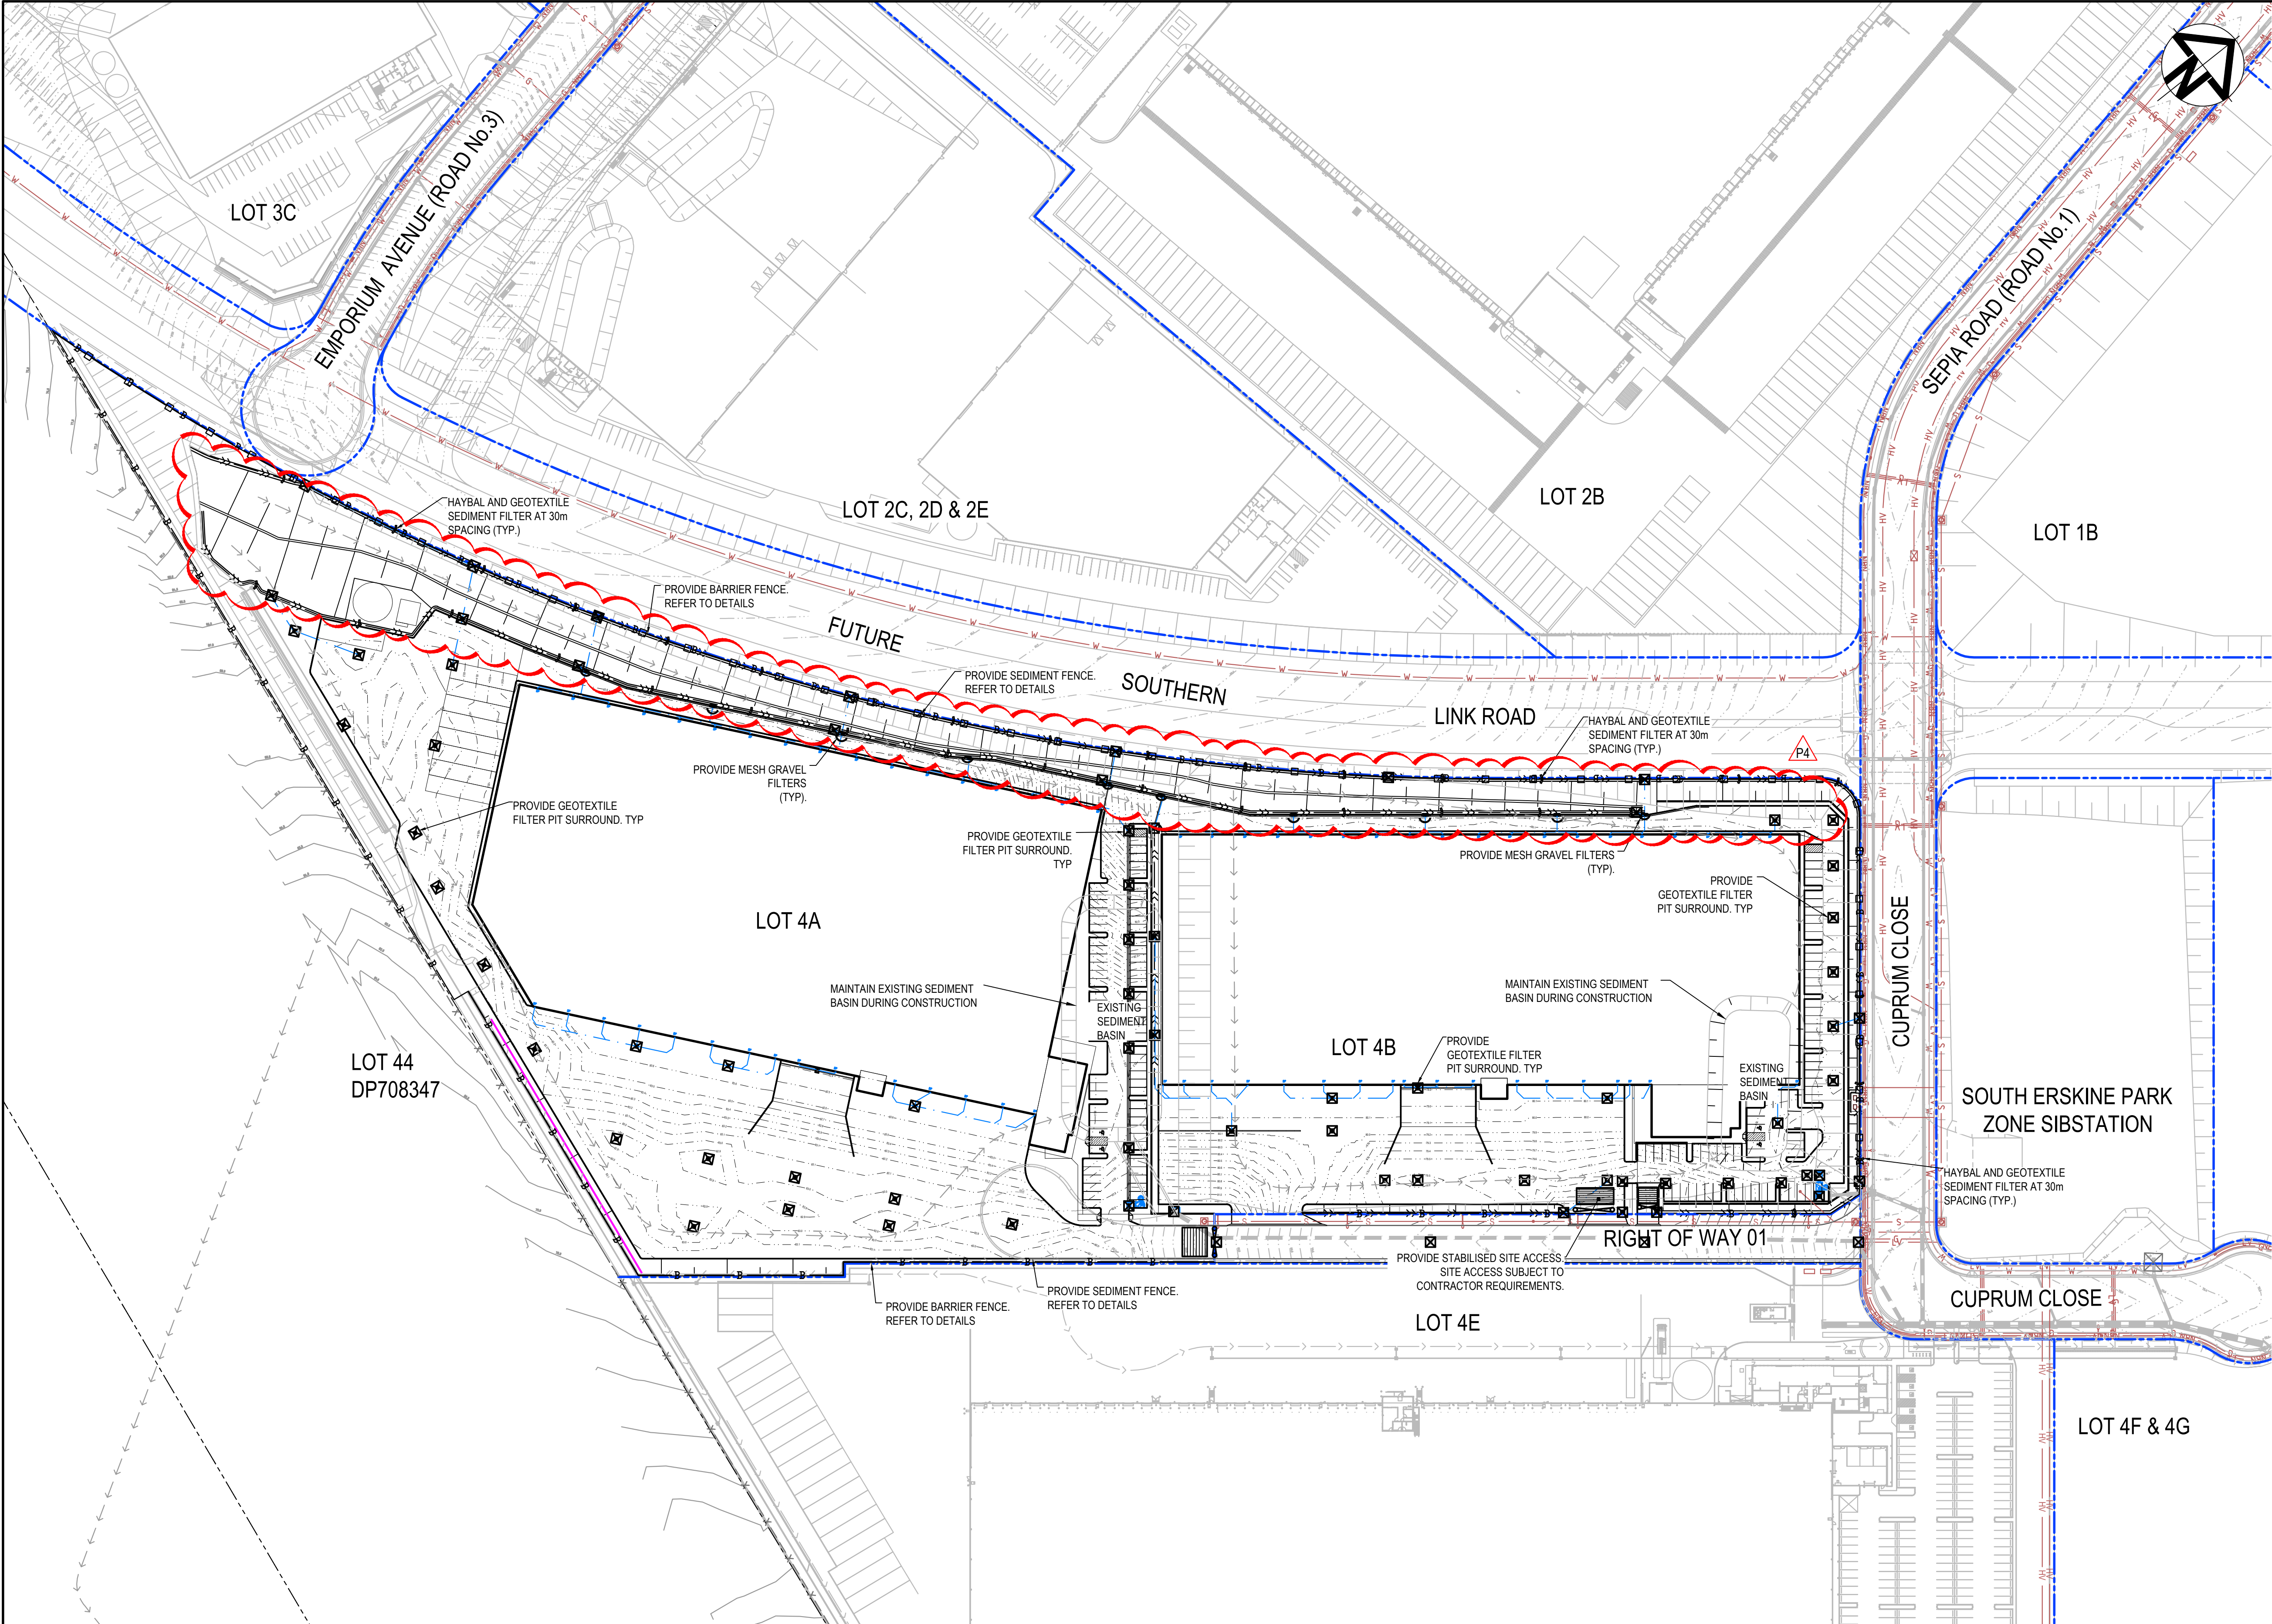 N
LOT 3C
EMPORIUM AVENUE (ROAD No.3)
SEPIA ROAD (ROAD No.1)
HAYBAL AND GEOTEXTILE
SEDIMENT FILTER AT 30m
SPACING (TYP.)
LOT 2C, 2D & 2E
LOT 2B
LOT 1B
PROVIDE BARRIER FENCE.
REFER TO DETAILS
FUTURE
SOUTHERN
LINK ROAD
PROVIDE SEDIMENT FENCE.
REFER TO DETAILS
HAYBAL AND GEOTEXTILE
SEDIMENT FILTER AT 30m
SPACING (TYP.)
P4
PROVIDE MESH GRAVEL
FILTERS
(TYP).
PROVIDE GEOTEXTILE
FILTER PIT SURROUND. TYP
PROVIDE GEOTEXTILE
FILTER PIT SURROUND.
TYP
PROVIDE MESH GRAVEL FILTERS
(TYP).
PROVIDE
GEOTEXTILE FILTER
PIT SURROUND. TYP
LOT 4A
CUPRUM CLOSE
MAINTAIN EXISTING SEDIMENT
BASIN DURING CONSTRUCTION
EXISTING
SEDIMENT
BASIN
MAINTAIN EXISTING SEDIMENT
BASIN DURING CONSTRUCTION
LOT 4B
PROVIDE
GEOTEXTILE FILTER
PIT SURROUND. TYP
EXISTING
SEDIMENT
BASIN
LOT 44
DP708347
SOUTH ERSKINE PARK
ZONE SIBSTATION
HAYBAL AND GEOTEXTILE
SEDIMENT FILTER AT 30m
SPACING (TYP.)
RIGHT OF WAY 01
PROVIDE STABILISED SITE ACCESS
SITE ACCESS SUBJECT TO
CONTRACTOR REQUIREMENTS.
PROVIDE SEDIMENT FENCE.
REFER TO DETAILS
PROVIDE BARRIER FENCE.
REFER TO DETAILS
CUPRUM CLOSE
LOT 4E
LOT 4F & 4G